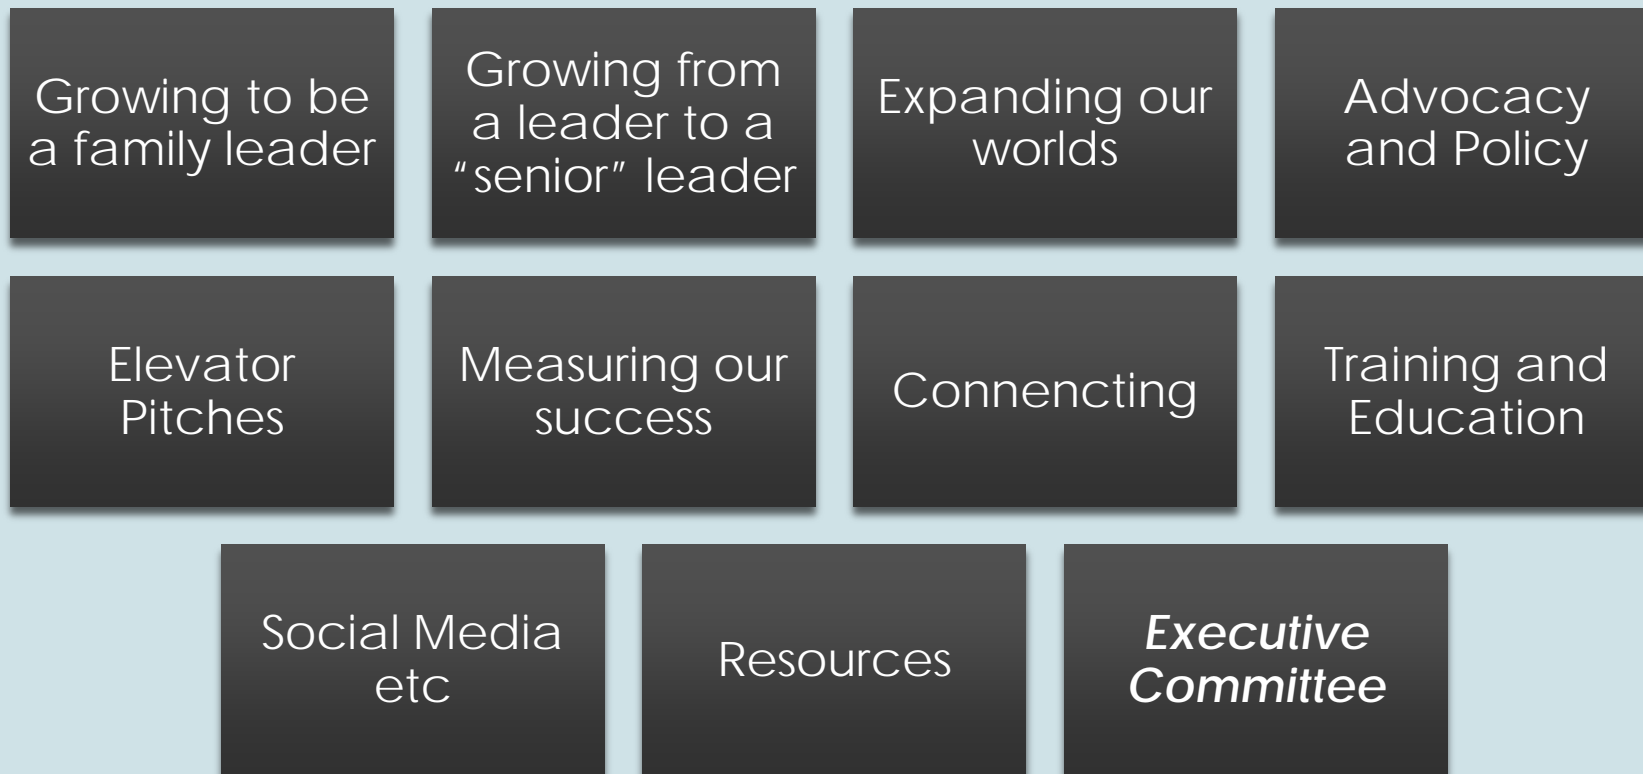 Growing to be
a family leader
Growing from
a leader to a
“senior” leader
Expanding our
worlds
Advocacy
and Policy
Elevator
Pitches
Measuring our
success
Connencting
Training and
Education
Social Media
etc
Resources
Executive
Committee